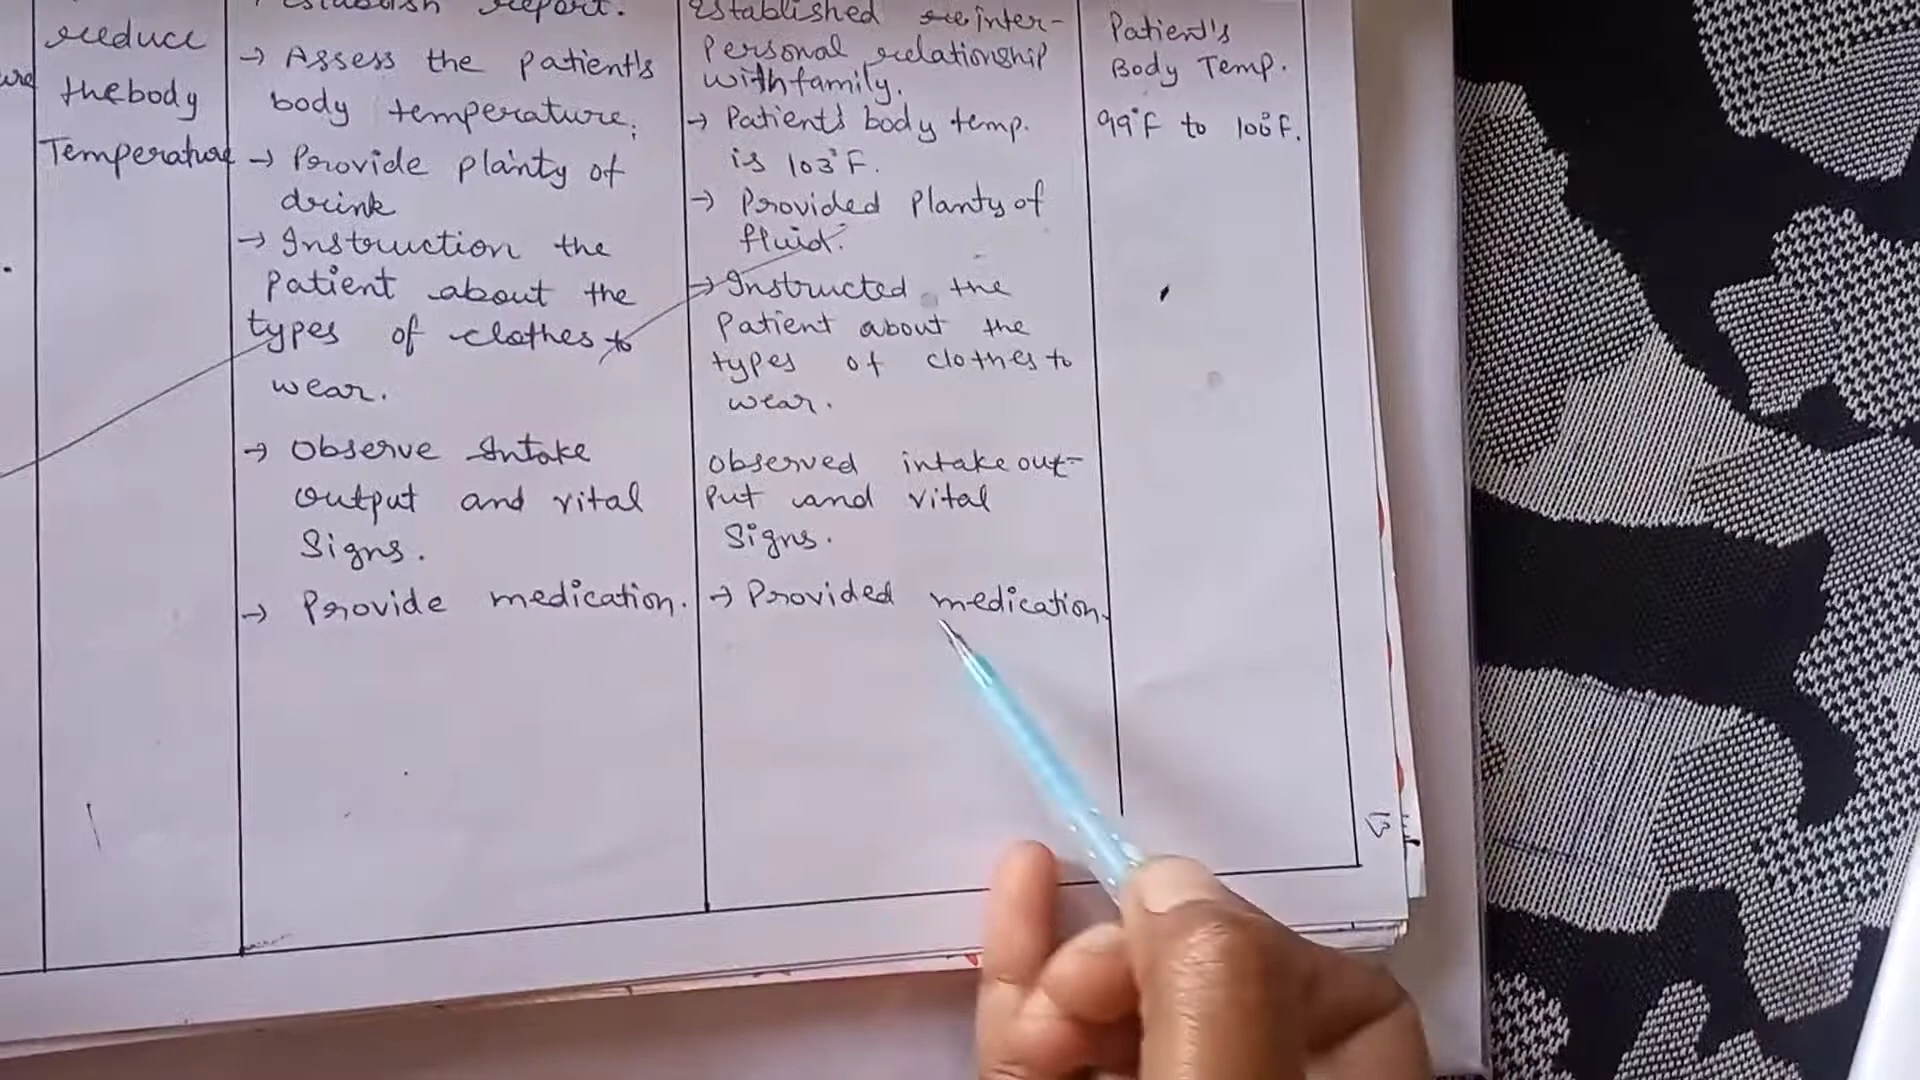 reduce
the body
Temperature
establish report.
→ Assess the patient's
body temperature;
→ Provide planty of
drink
→ Instruction the
Patient about the
types of clothes to
wear.
→ Observe Intake
Output and vital
Signs.
→ Provide medication.
established
inter-
Personal relationship
with family.
→ Patient's body temp.
is 103°F.
→ Provided Planty of
fluid.
→ Instructed the
Patient about the
types of clothes to
wear.
Observed intake out-
Put and vital
Signs.
→ Provided medication.
Patient's
Body Temp.
99°F to 100°F.